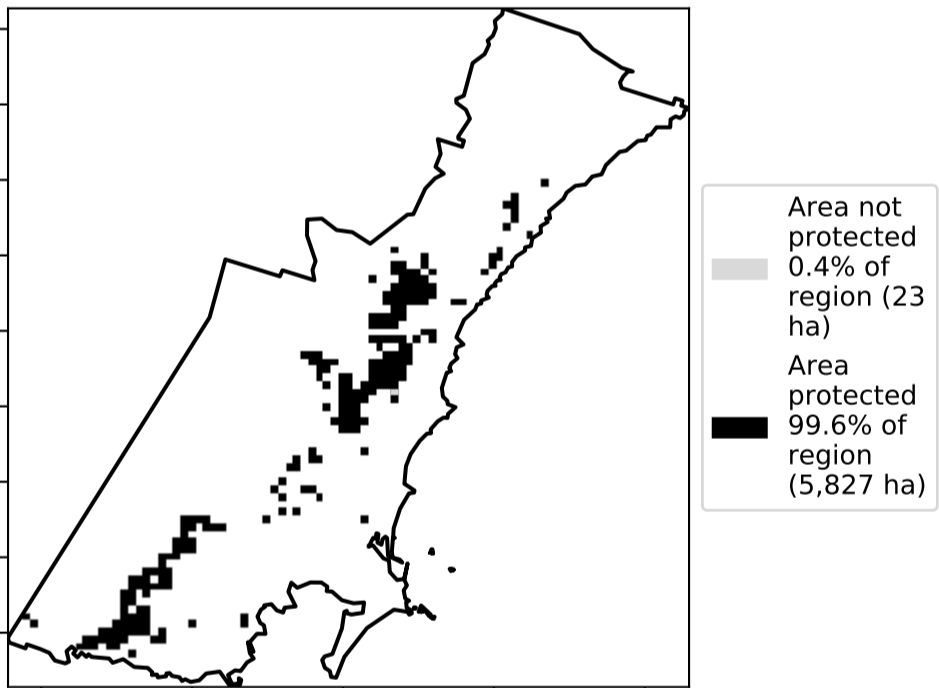 Area not
protected
0.4% of
region (23
ha)
Area
protected
99.6% of
region
(5,827 ha)